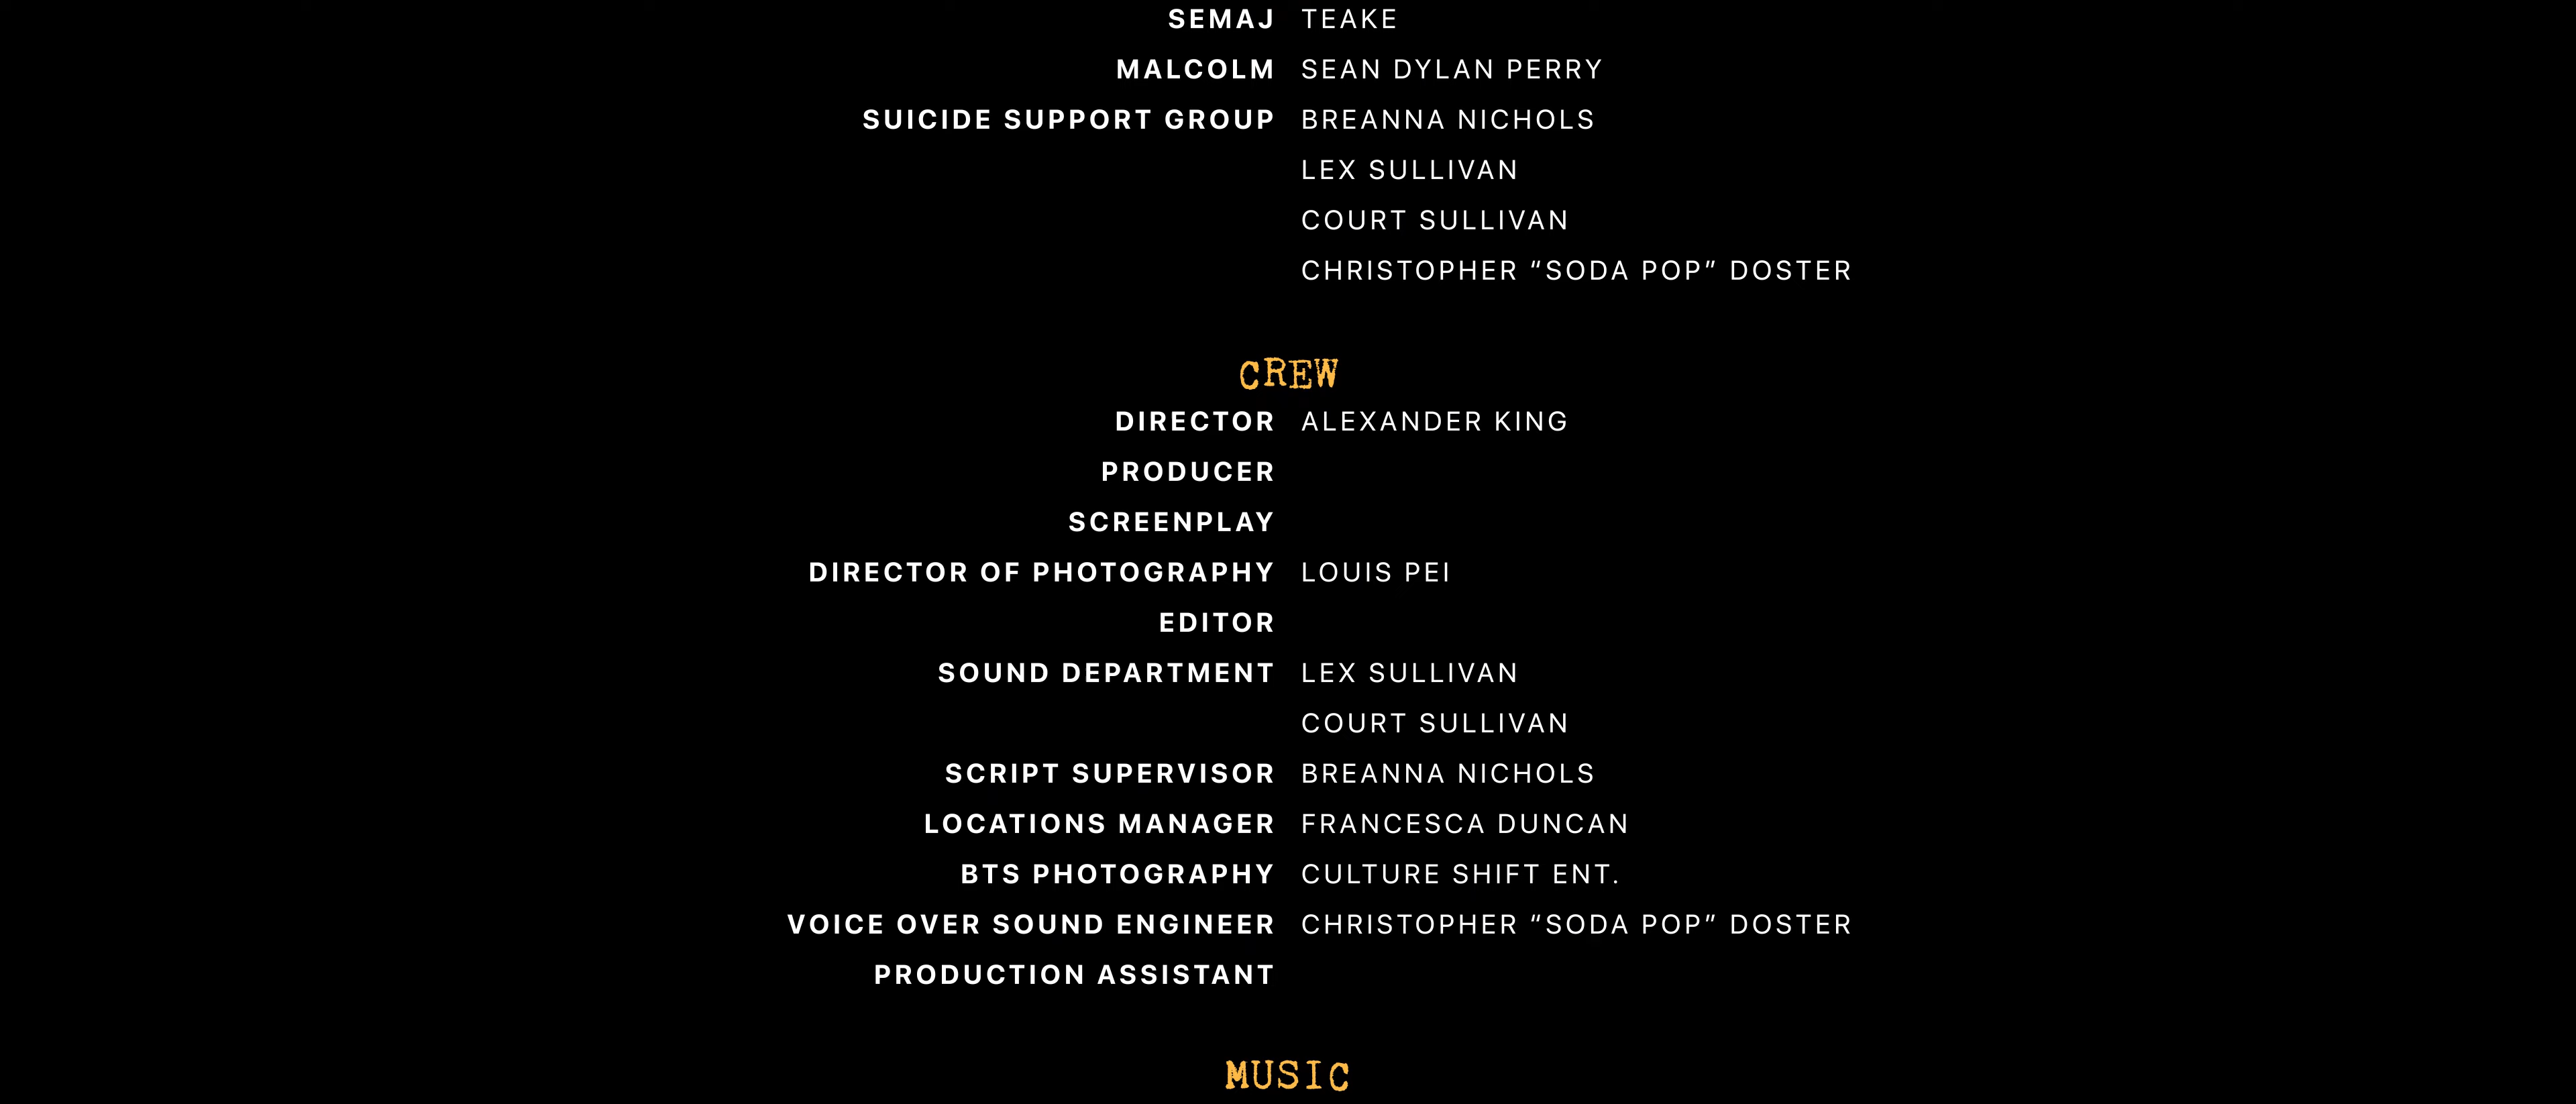 SEMAJ TEAKE
MALCOLM SEAN DYLAN PERRY
SUICIDE SUPPORT GROUP BREANNA NICHOLS
LEX SULLIVAN
COURT SULLIVAN
CHRISTOPHER “SODA POP” DOSTER
CREW
DIRECTOR ALEXANDER KING
PRODUCER
SCREENPLAY
DIRECTOR OF PHOTOGRAPHY LOUIS PEI
EDITOR
SOUND DEPARTMENT LEX SULLIVAN
COURT SULLIVAN
SCRIPT SUPERVISOR BREANNA NICHOLS
LOCATIONS MANAGER FRANCESCA DUNCAN
BTS PHOTOGRAPHY CULTURE SHIFT ENT.
VOICE OVER SOUND ENGINEER CHRISTOPHER “SODA POP” DOSTER
PRODUCTION ASSISTANT
MUSIC